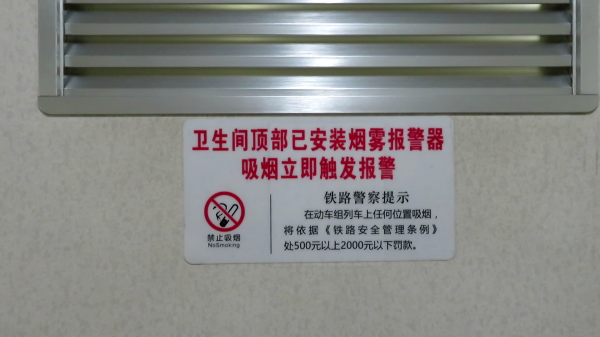 卫生间顶部已安装烟雾报警器
吸烟立即触发报警
禁止吸烟
NoSmoking
铁路警察提示
在动车组列车上任何位置吸烟，
将依据《铁路安全管理条例》
处500元以上2000元以下罚款。